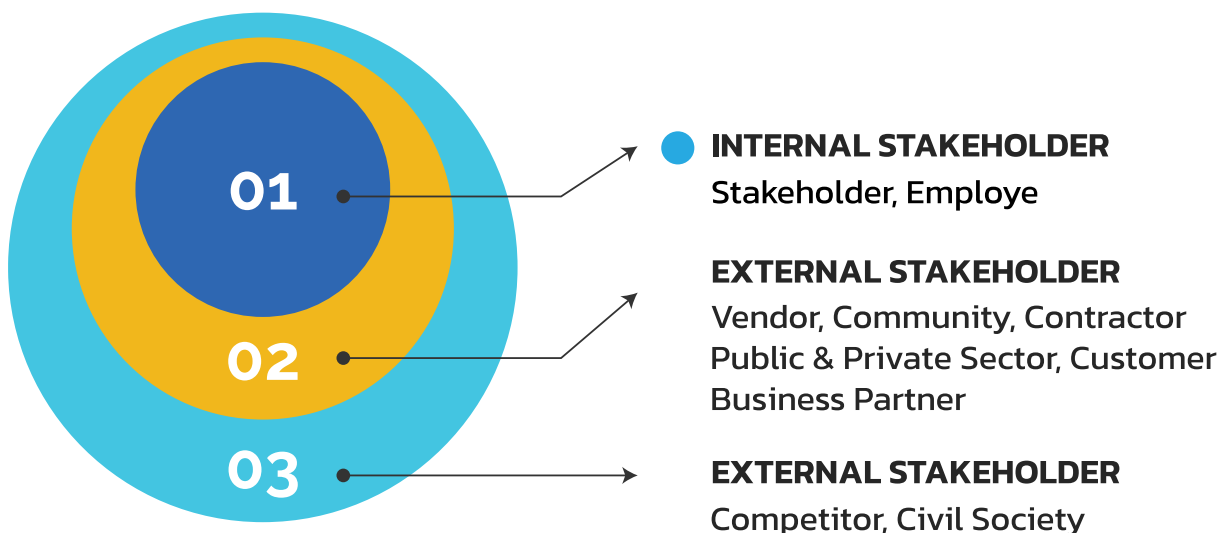 01
INTERNAL STAKEHOLDER
Stakeholder, Employe
02
EXTERNAL STAKEHOLDER
Vendor, Community, Contractor
Public & Private Sector, Customer
Business Partner
03
EXTERNAL STAKEHOLDER
Competitor, Civil Society